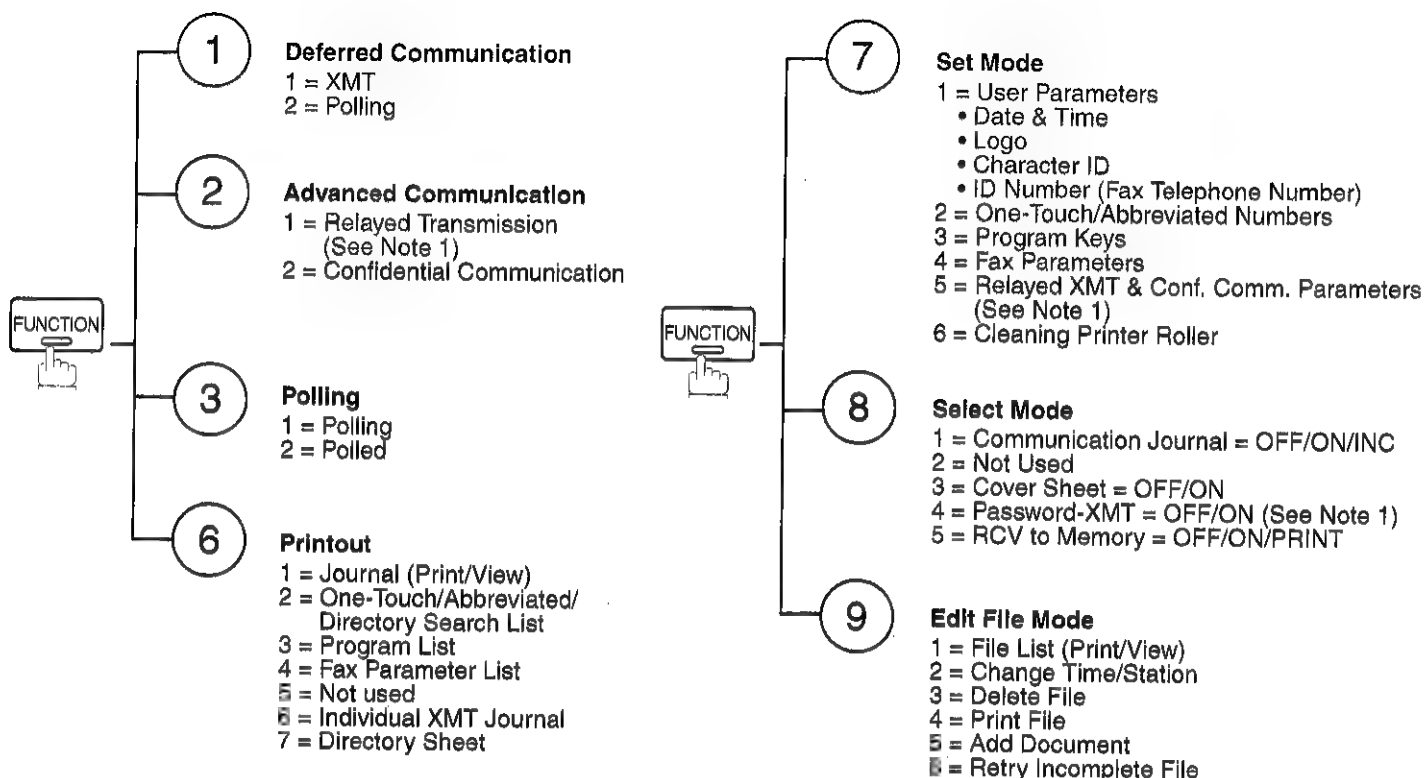 FUNCTION
1
Deferred Communication
1 = XMT
2 = Polling
2
Advanced Communication
1 = Relayed Transmission
(See Note 1)
2 = Confidential Communication
3
Polling
1 = Polling
2 = Polled
6
Printout
1 = Journal (Print/View)
2 = One-Touch/Abbreviated/
Directory Search List
3 = Program List
4 = Fax Parameter List
5 = Not used
6 = Individual XMT Journal
7 = Directory Sheet
FUNCTION
7
Set Mode
1 = User Parameters
• Date & Time
• Logo
• Character ID
• ID Number (Fax Telephone Number)
2 = One-Touch/Abbreviated Numbers
3 = Program Keys
4 = Fax Parameters
5 = Relayed XMT & Conf. Comm. Parameters
(See Note 1)
6 = Cleaning Printer Roller
8
Select Mode
1 = Communication Journal = OFF/ON/INC
2 = Not Used
3 = Cover Sheet = OFF/ON
4 = Password-XMT = OFF/ON (See Note 1)
5 = RCV to Memory = OFF/ON/PRINT
9
Edit File Mode
1 = File List (Print/View)
2 = Change Time/Station
3 = Delete File
4 = Print File
5 = Add Document
6 = Retry Incomplete File